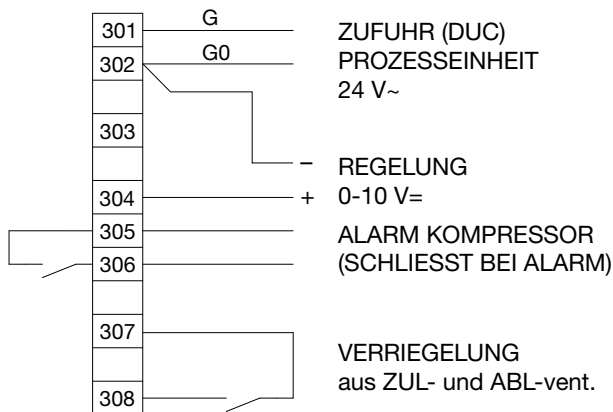 301 G
302 G0
ZUFUHR (DUC)
PROZESSEINHEIT
24 V~
303
304
– REGELUNG
+ 0-10 V=
305
306
ALARM KOMPRESSOR
(SCHLIESST BEI ALARM)
307
308
VERRIEGELUNG
aus ZUL- und ABL-vent.